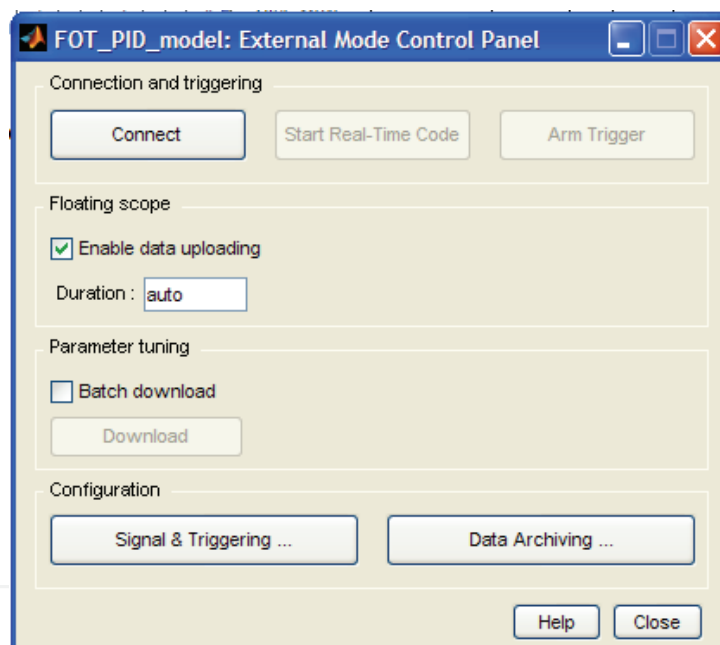 FOT_PID_model: External Mode Control Panel
Connection and triggering
Connect Start Real-Time Code Arm Trigger
Floating scope
Enable data uploading
Duration : auto
Parameter tuning
Batch download
Download
Configuration
Signal & Triggering ... Data Archiving ...
Help Close